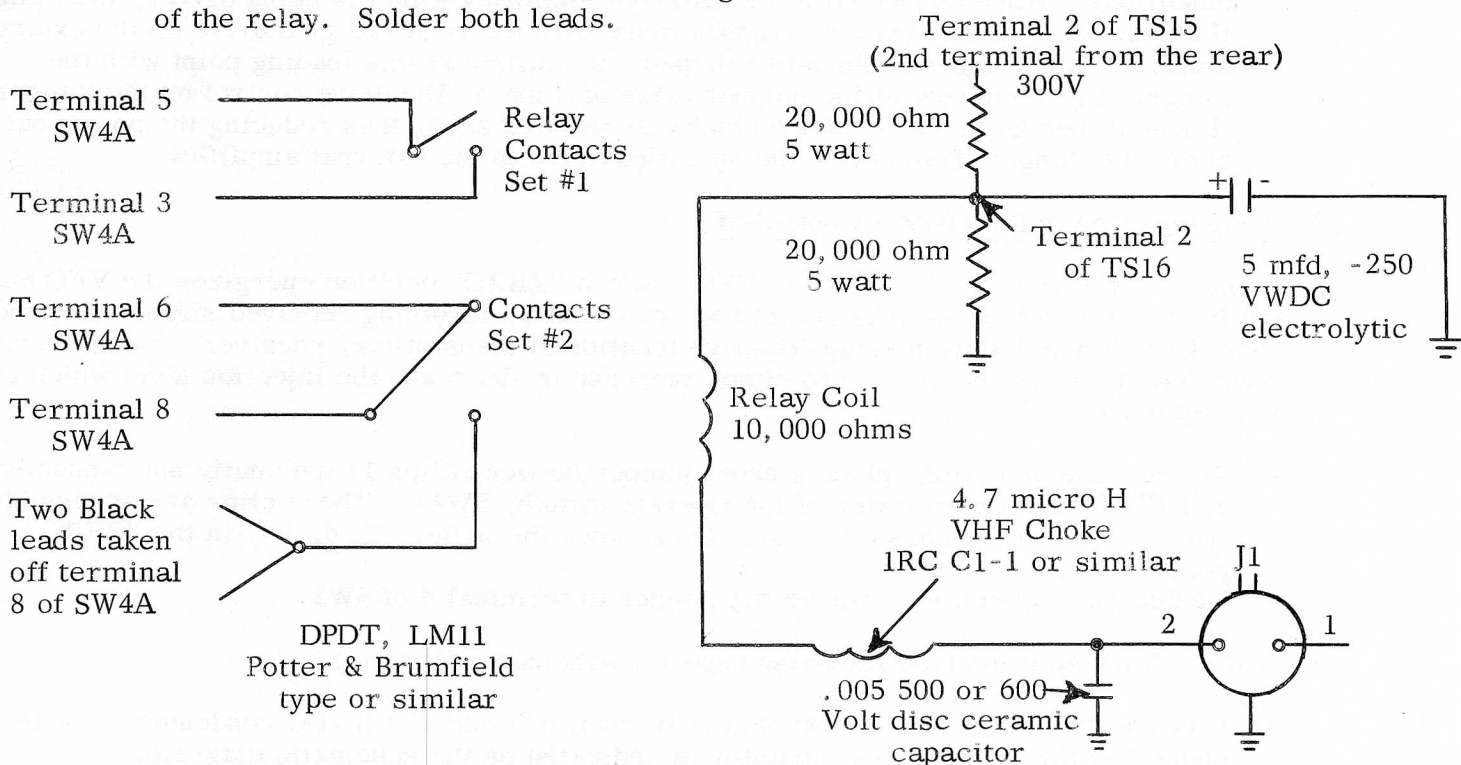 of the relay. Solder both leads.
Terminal 5
SW4A
Relay
Contacts
Set #1
Terminal 3
SW4A
Terminal 6
SW4A
Contacts
Set #2
Terminal 8
SW4A
Two Black
leads taken
off terminal
8 of SW4A
DPDT, LM11
Potter & Brumfield
type or similar
Terminal 2 of TS15
(2nd terminal from the rear)
300V
20,000 ohm
5 watt
+ -
20,000 ohm
5 watt
Terminal 2
of TS16
5 mfd, -250
VWDC
electrolytic
Relay Coil
10,000 ohms
4.7 micro H
VHF Choke
1RC C1-1 or similar
J1
2 1
.005 500 or 600
Volt disc ceramic
capacitor